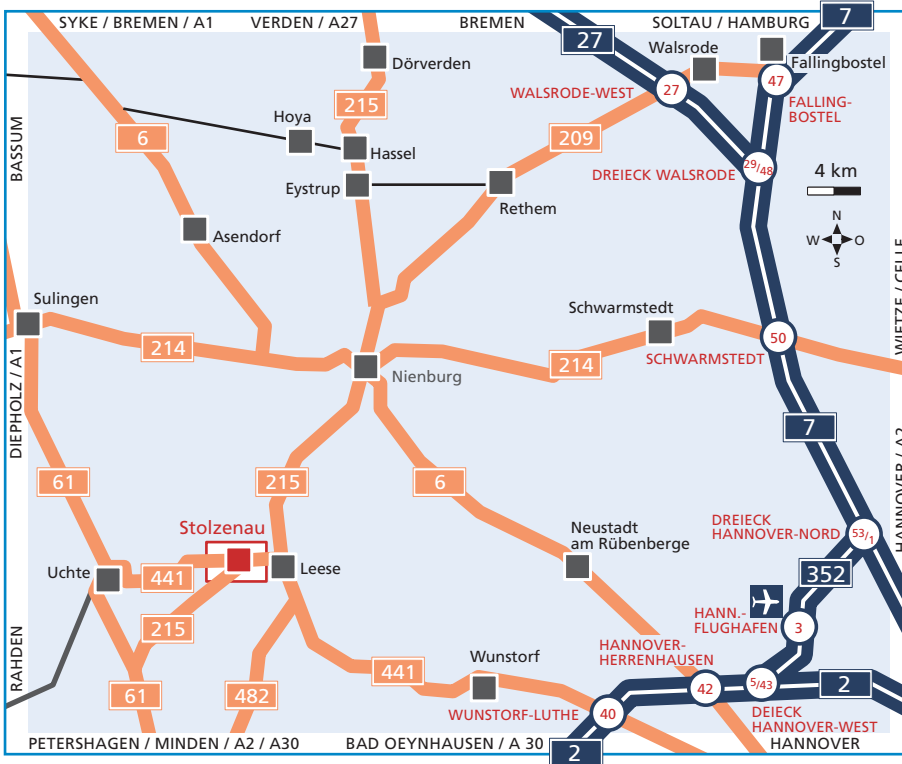 SYKE / BREMEN / A1
VERDEN / A27
BREMEN
SOLTAU / HAMBURG
7
27
Walsrode
Dörverden
Fallingbostel
WALSRODE-WEST
27
47
FALLING-
BOSTEL
215
6
Hoya
209
BASSUM
Hassel
29/48
DREIECK WALSRODE
4 km
Eystrup
Rethem
N
W
O
S
Asendorf
WIETZE / CELLE
Sulingen
Schwarmstedt
214
50
SCHWARMSTEDT
214
Nienburg
DIEPHOLZ / A1
7
61
215
6
HANNOVER / A2
Stolzenau
Neustadt
am Rübenberge
DREIECK
HANNOVER-NORD
53/1
Uchte
441
Leese
352
HANN.-
FLUGHAFEN
3
215
RAHDEN
HANNOVER-
HERRENHAUSEN
Wunstorf
441
61
482
42
5/43
2
WUNSTORF-LUTHE
40
DEIECK
HANNOVER-WEST
PETERSHAGEN / MINDEN / A2 / A30
BAD OEYNHAUSEN / A 30
2
HANNOVER